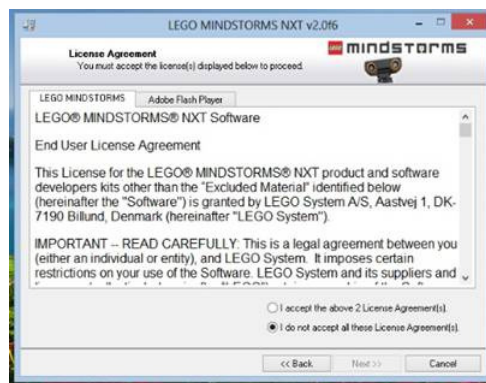 LEGO MINDSTORMS NXT v2.0f6
License Agreement
You must accept the license(s) displayed below to proceed.
mindstorms
LEGO MINDSTORMS
Adobe Flash Player
LEGO® MINDSTORMS® NXT Software
End User License Agreement
This License for the LEGO® MINDSTORMS® NXT product and software
developers kits other than the "Excluded Material" identified below
(hereinafter the "Software") is granted by LEGO System A/S, Aastvej 1, DK-
7190 Billund, Denmark (hereinafter "LEGO System").
IMPORTANT -- READ CAREFULLY: This is a legal agreement between you
(either an individual or entity), and LEGO System. It imposes certain
restrictions on your use of the Software. LEGO System and its suppliers and
I accept the above 2 License Agreement(s).
I do not accept all these License Agreement(s).
<< Back
Next >>
Cancel